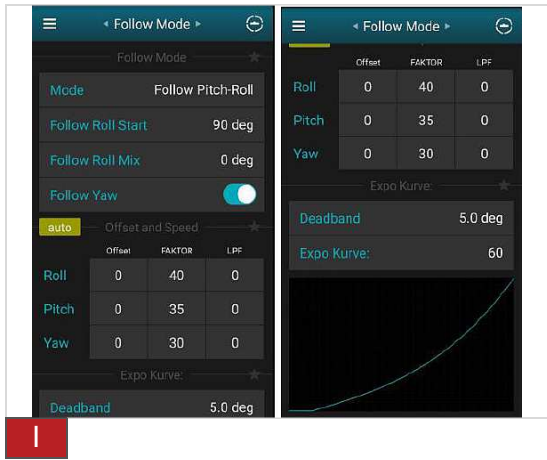 Follow Mode
Follow Mode
Mode Follow Pitch-Roll
Follow Roll Start 90 deg
Follow Roll Mix 0 deg
Follow Yaw
auto Offset and Speed
Offset FAKTOR LPF
Roll 0 40 0
Pitch 0 35 0
Yaw 0 30 0
Expo Kurve:
Deadband 5.0 deg
Follow Mode
Offset FAKTOR LPF
Roll 0 40 0
Pitch 0 35 0
Yaw 0 30 0
Expo Kurve:
Deadband 5.0 deg
Expo Kurve: 60
I